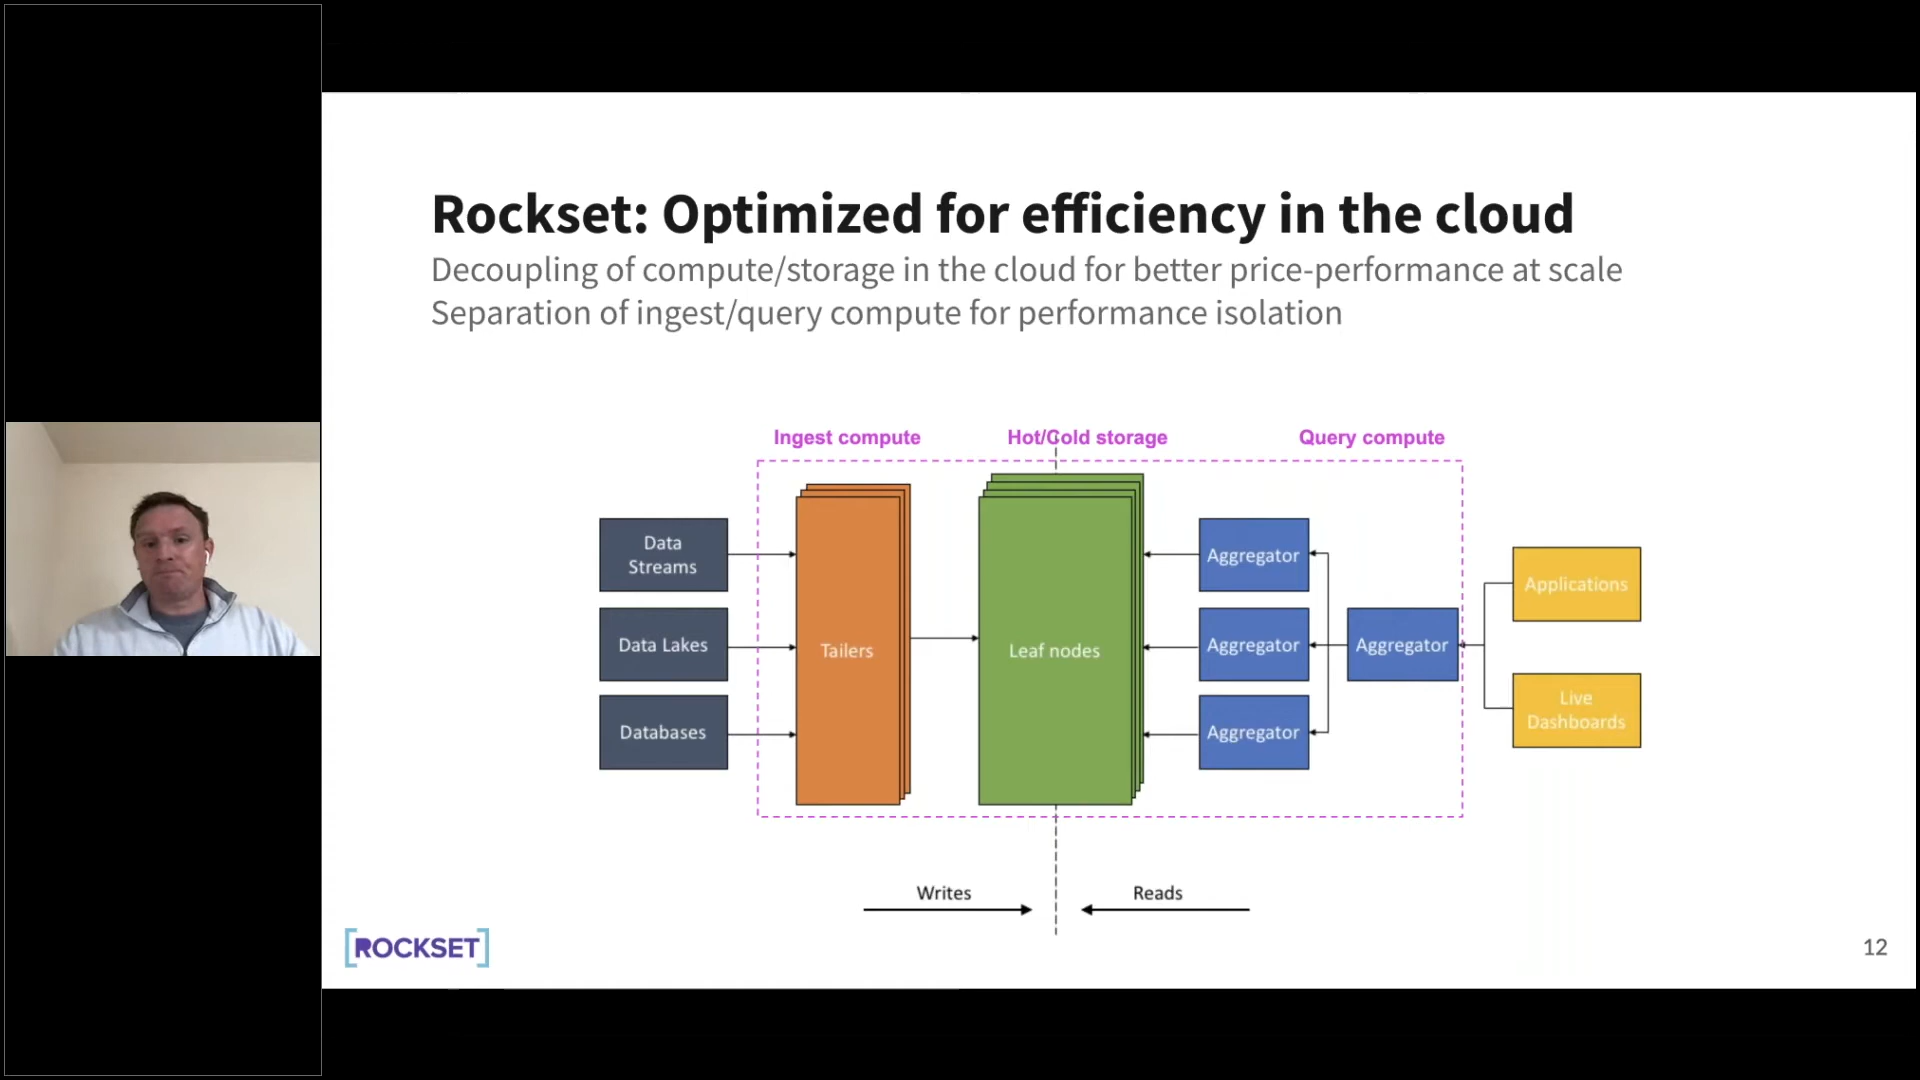 Rockset: Optimized for efficiency in the cloud
Decoupling of compute/storage in the cloud for better price-performance at scale
Separation of ingest/query compute for performance isolation
Ingest compute
Hot/Cold storage
Query compute
Data
Streams
Data Lakes
Databases
Tailers
Leaf nodes
Aggregator
Aggregator
Aggregator
Aggregator
Applications
Live
Dashboards
Writes
Reads
[ROCKSET]
12